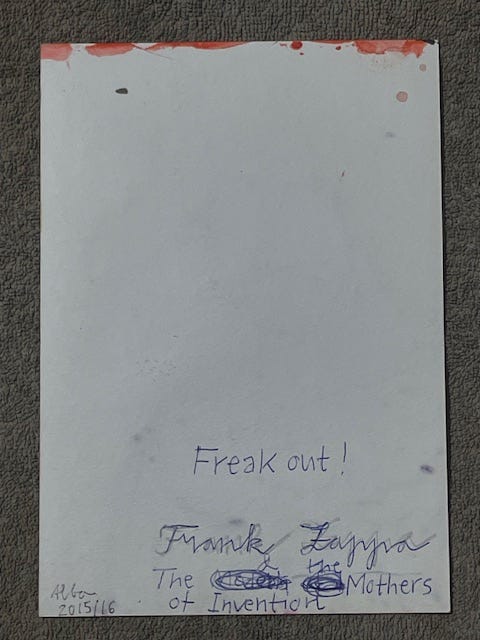 Freak out!
Frank Zappa
the
The & Mothers
of Invention
Alba
2015/16